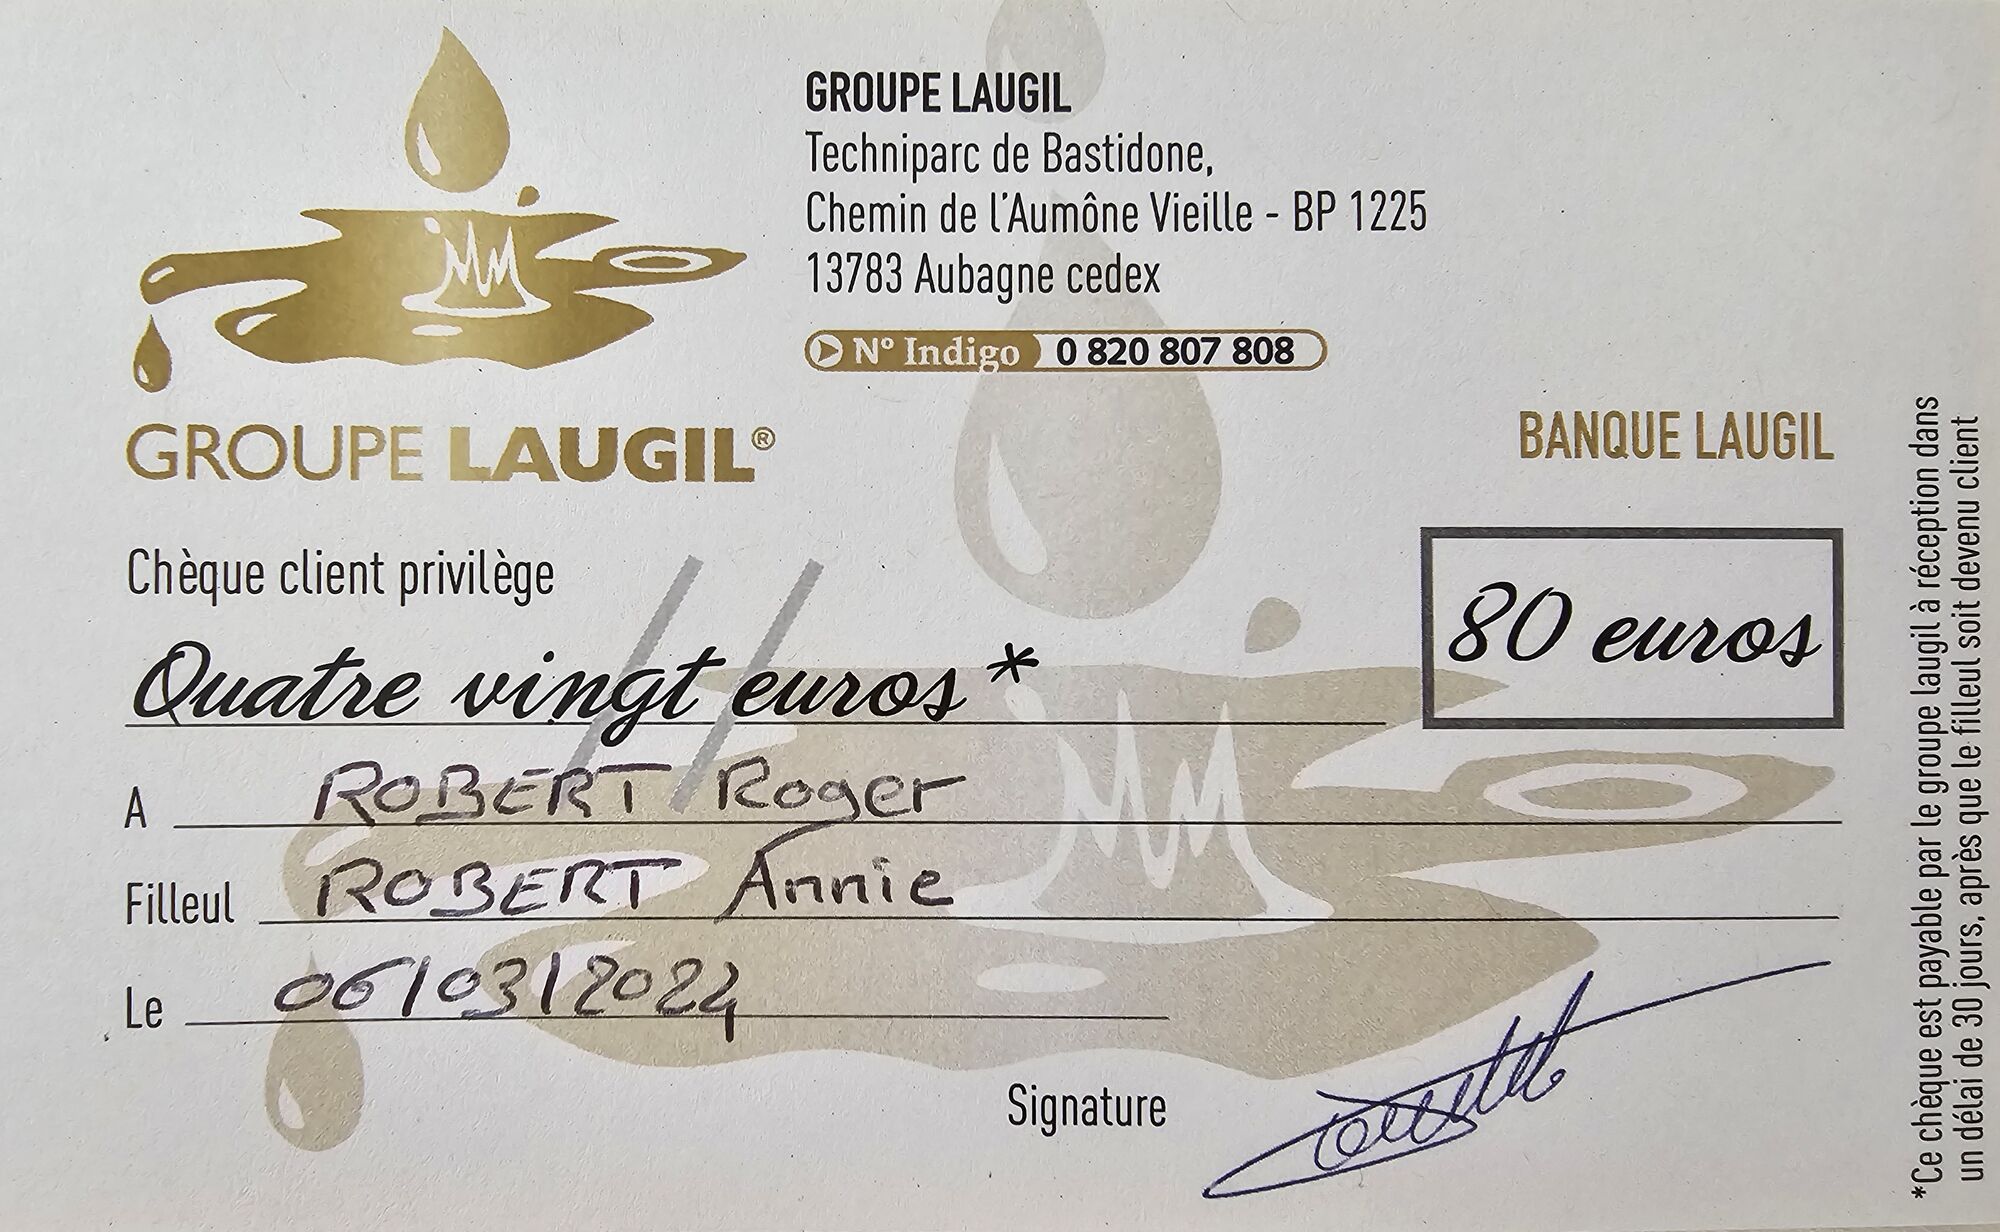 GROUPE LAUGIL
Techniparc de Bastidone,
Chemin de l'Aumône Vieille - BP 1225
13783 Aubagne cedex
N° Indigo 0 820 807 808
GROUPE LAUGIL®
BANQUE LAUGIL
Chèque client privilège
Quatre vingt euros*
80 euros
A ROBERT Roger
Filleul ROBERT Annie
Le 06/03/2024
Signature
*Ce chèque est payable par le groupe laugil à réception dans
un délai de 30 jours, après que le filleul soit devenu client